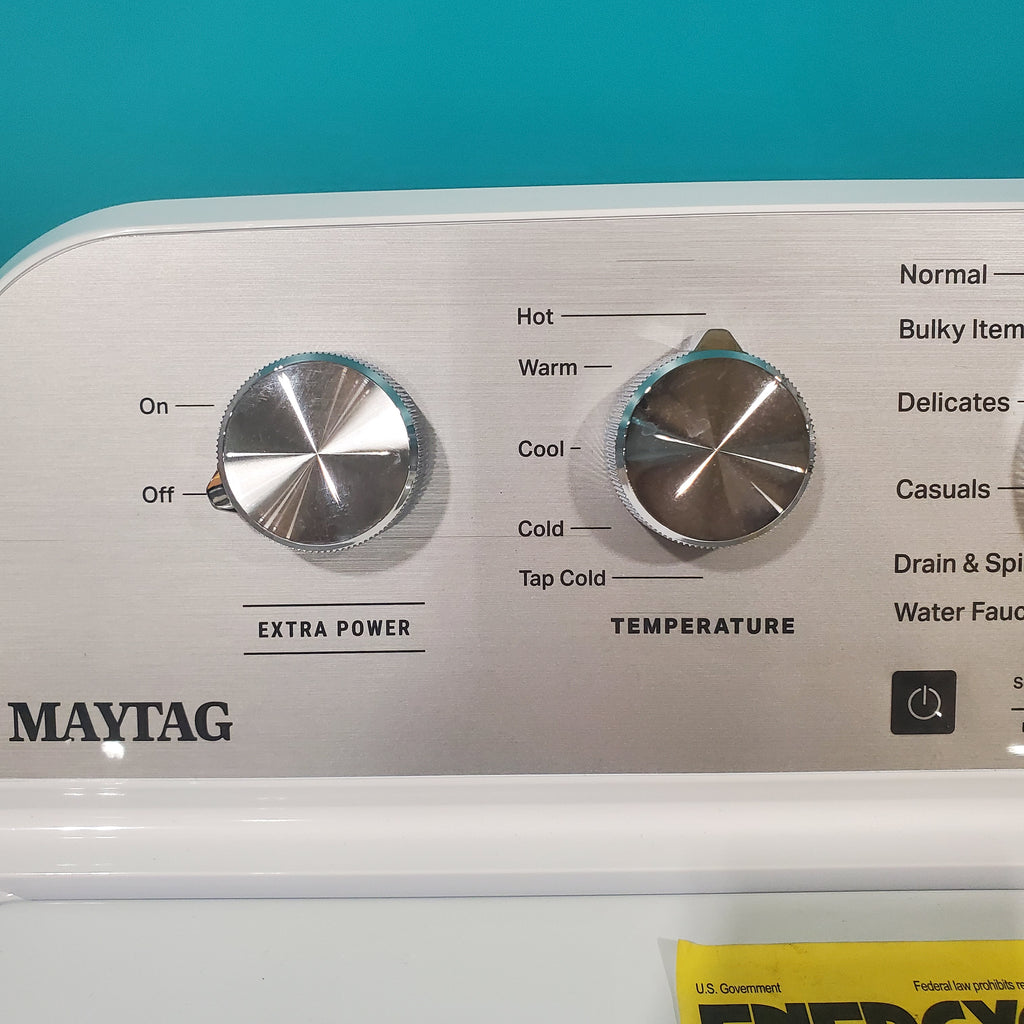 On
Off
EXTRA POWER
MAYTAG
Hot
Warm
Cool
Cold
Tap Cold
TEMPERATURE
Normal
Bulky Item
Delicates
Casuals
Drain & Spi
Water Fauc
U.S. Government
Federal law prohibits